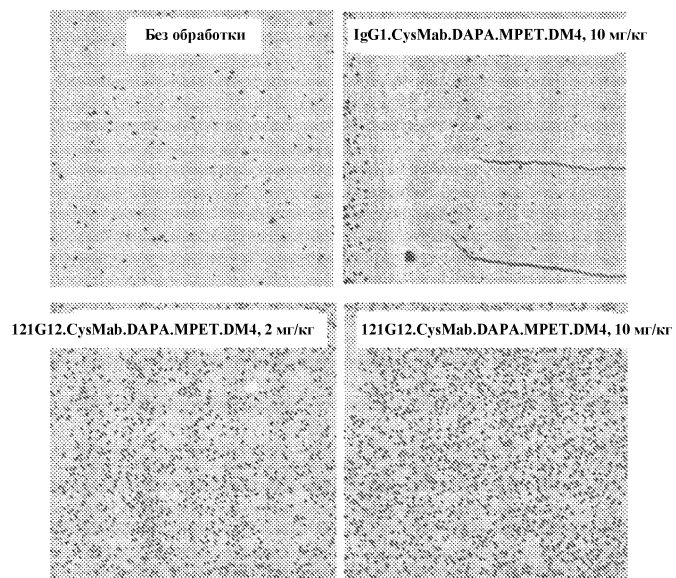 Без обработки
IgG1.CysMab.DAPA.MPET.DM4, 10 мг/кг
121G12.CysMab.DAPA.MPET.DM4, 2 мг/кг
121G12.CysMab.DAPA.MPET.DM4, 10 мг/кг